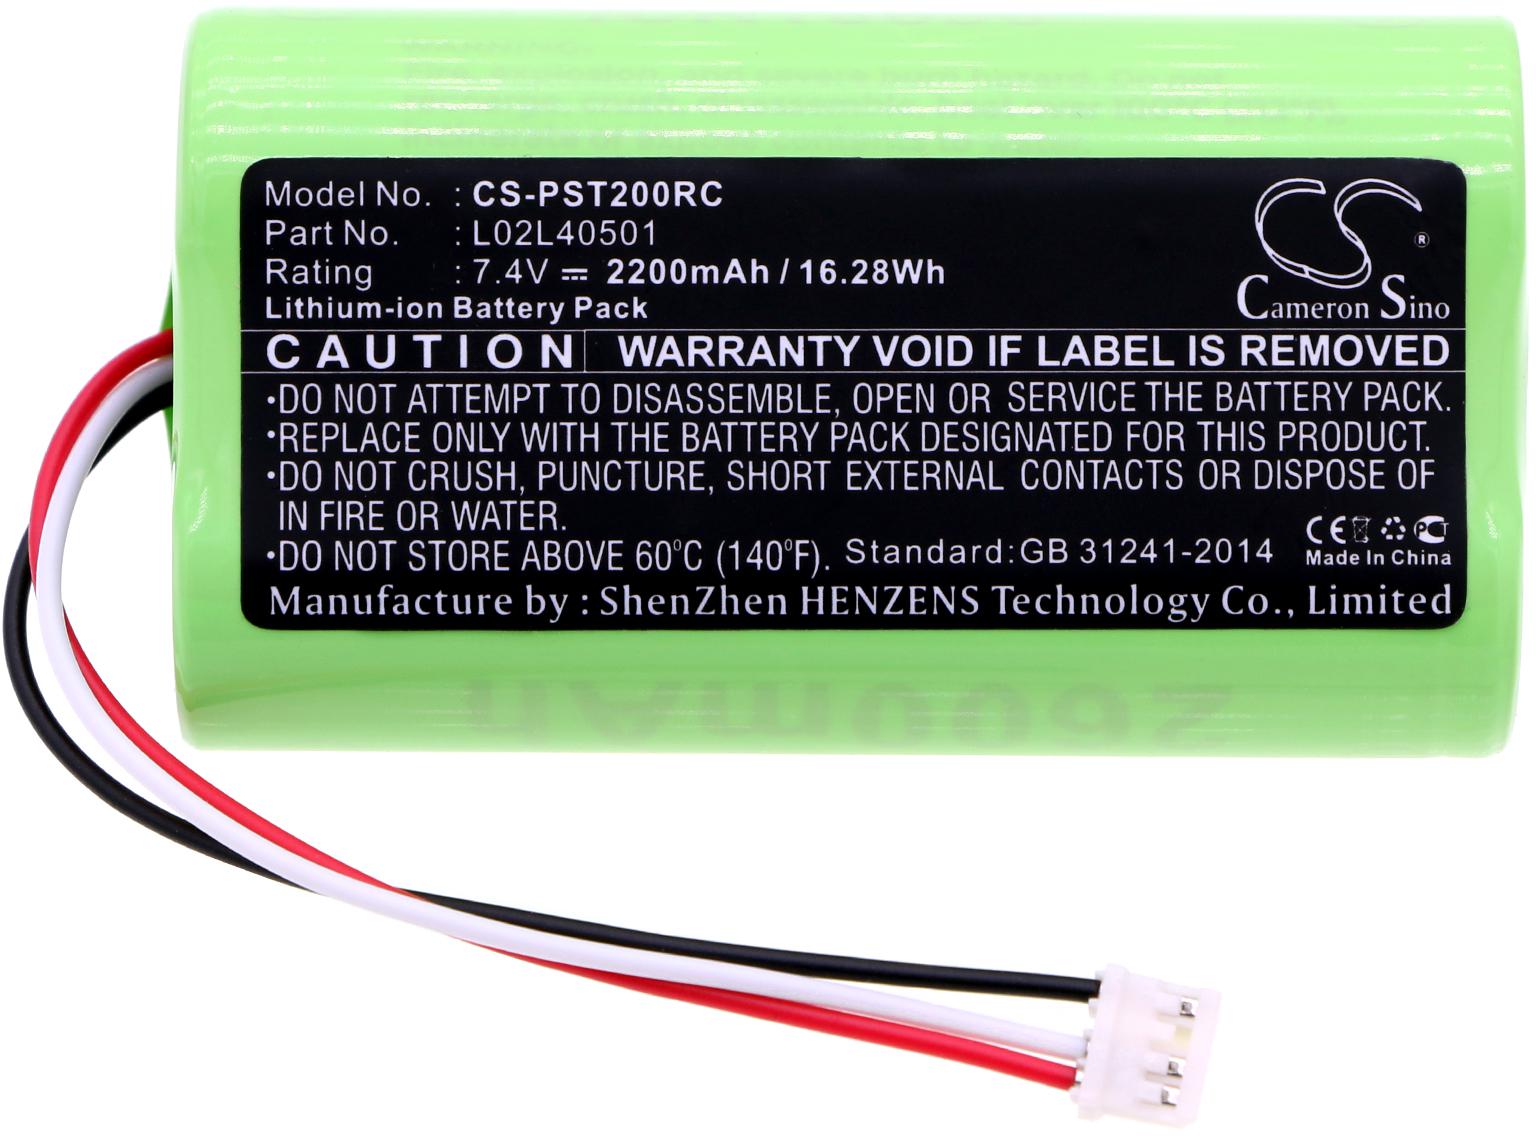 Model No. : CS-PST200RC
Part No. : L02L40501
Rating : 7.4V ⎓ 2200mAh / 16.28Wh
Lithium-ion Battery Pack
CS ®
Cameron Sino
CAUTION WARRANTY VOID IF LABEL IS REMOVED
•DO NOT ATTEMPT TO DISASSEMBLE, OPEN OR SERVICE THE BATTERY PACK.
•REPLACE ONLY WITH THE BATTERY PACK DESIGNATED FOR THIS PRODUCT.
•DO NOT CRUSH, PUNCTURE, SHORT EXTERNAL CONTACTS OR DISPOSE OF
IN FIRE OR WATER.
•DO NOT STORE ABOVE 60°C (140°F). Standard:GB 31241-2014
CE PCT
Made In China
Manufacture by : ShenZhen HENZENS Technology Co., Limited
2600mAh